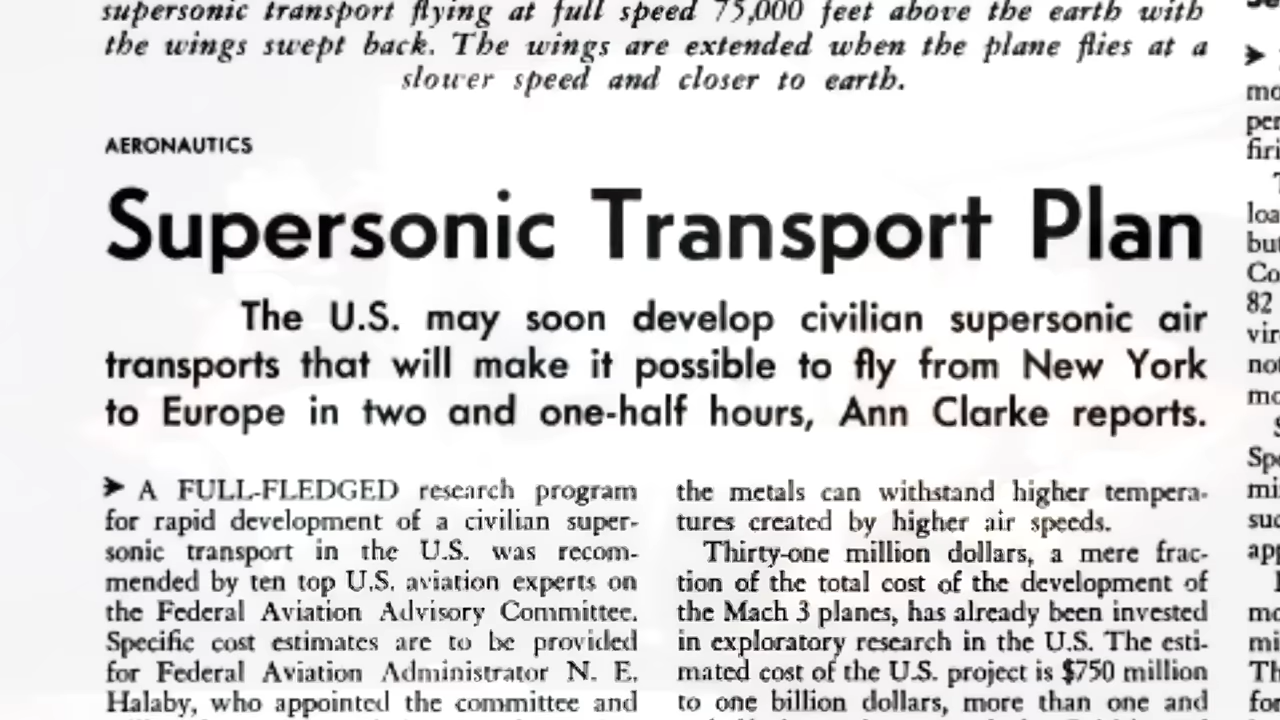 supersonic transport flying at full speed 75,000 feet above the earth with
the wings swept back. The wings are extended when the plane flies at a
slower speed and closer to earth.
AERONAUTICS
Supersonic Transport Plan
The U.S. may soon develop civilian supersonic air
transports that will make it possible to fly from New York
to Europe in two and one-half hours, Ann Clarke reports.
➤ A FULL-FLEDGED research program
for rapid development of a civilian super-
sonic transport in the U.S. was recom-
mended by ten top U.S. aviation experts on
the Federal Aviation Advisory Committee.
Specific cost estimates are to be provided
for Federal Aviation Administrator N. E.
Halaby, who appointed the committee and
the metals can withstand higher tempera-
tures created by higher air speeds.
Thirty-one million dollars, a mere frac-
tion of the total cost of the development of
the Mach 3 planes, has already been invested
in exploratory research in the U.S. The esti-
mated cost of the U.S. project is $750 million
to one billion dollars, more than one and
82